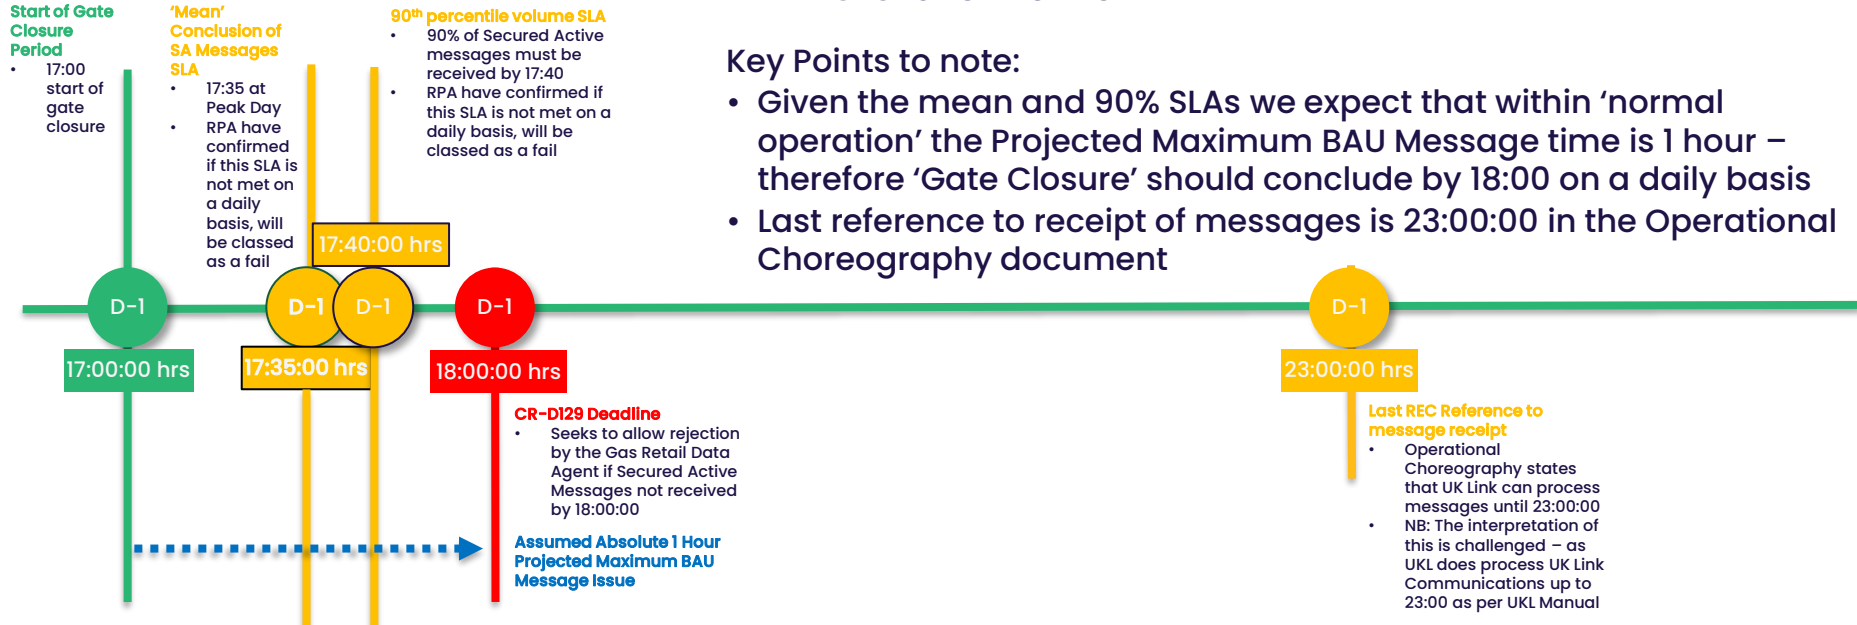 Start of Gate
Closure
Period
• 17:00
start of
gate
closure
‘Mean’
Conclusion of
SA Messages
SLA
• 17:35 at
Peak Day
• RPA have
confirmed
if this SLA is
not met on
a daily
basis, will
be classed
as a fail
90th percentile volume SLA
• 90% of Secured Active
messages must be
received by 17:40
• RPA have confirmed if
this SLA is not met on a
daily basis, will be
classed as a fail
Key Points to note:
• Given the mean and 90% SLAs we expect that within ‘normal
operation’ the Projected Maximum BAU Message time is 1 hour –
therefore ‘Gate Closure’ should conclude by 18:00 on a daily basis
• Last reference to receipt of messages is 23:00:00 in the Operational
Choreography document
17:40:00 hrs
D-1
D-1
D-1
D-1
D-1
17:00:00 hrs
17:35:00 hrs
18:00:00 hrs
23:00:00 hrs
CR-D129 Deadline
• Seeks to allow rejection
by the Gas Retail Data
Agent if Secured Active
Messages not received
by 18:00:00
Assumed Absolute 1 Hour
Projected Maximum BAU
Message Issue
Last REC Reference to
message receipt
• Operational
Choreography states
that UK Link can process
messages until 23:00:00
• NB: The interpretation of
this is challenged – as
UKL does process UK Link
Communications up to
23:00 as per UKL Manual